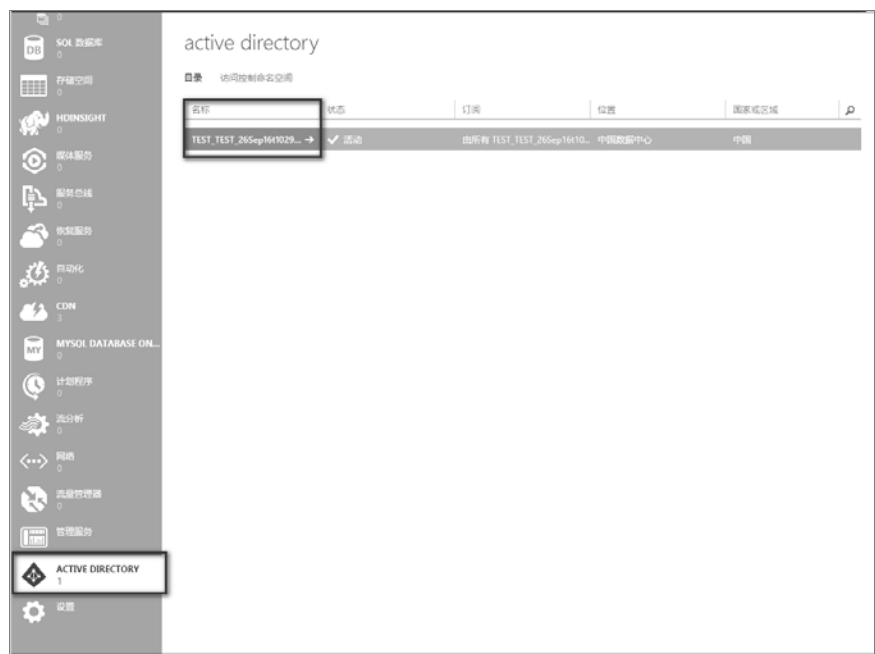 0
SQL 数据库
0
存储空间
0
HDINSIGHT
0
媒体服务
0
服务总线
0
恢复服务
0
自动化
0
CDN
3
MYSQL DATABASE ON...
0
计划程序
0
流分析
0
网络
0
流量管理器
0
管理服务
ACTIVE DIRECTORY
1
设置
active directory
目录 访问控制命名空间
名称 状态 订阅 位置 国家或区域
TEST_TEST_26Sep16t1029... → 活动 由所有 TEST_TEST_26Sep16t10... 中国数据中心 中国
DB
MY